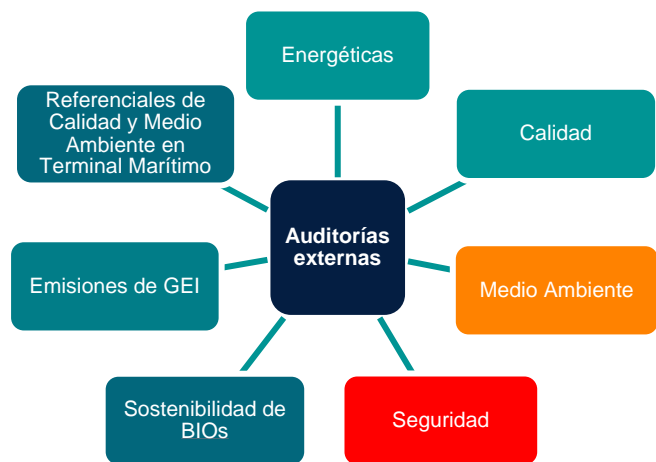 Energéticas
Referenciales de
Calidad y Medio
Ambiente en
Terminal Marítimo
Calidad
Auditorías
externas
Emisiones de GEI
Medio Ambiente
Sostenibilidad de
BIOs
Seguridad